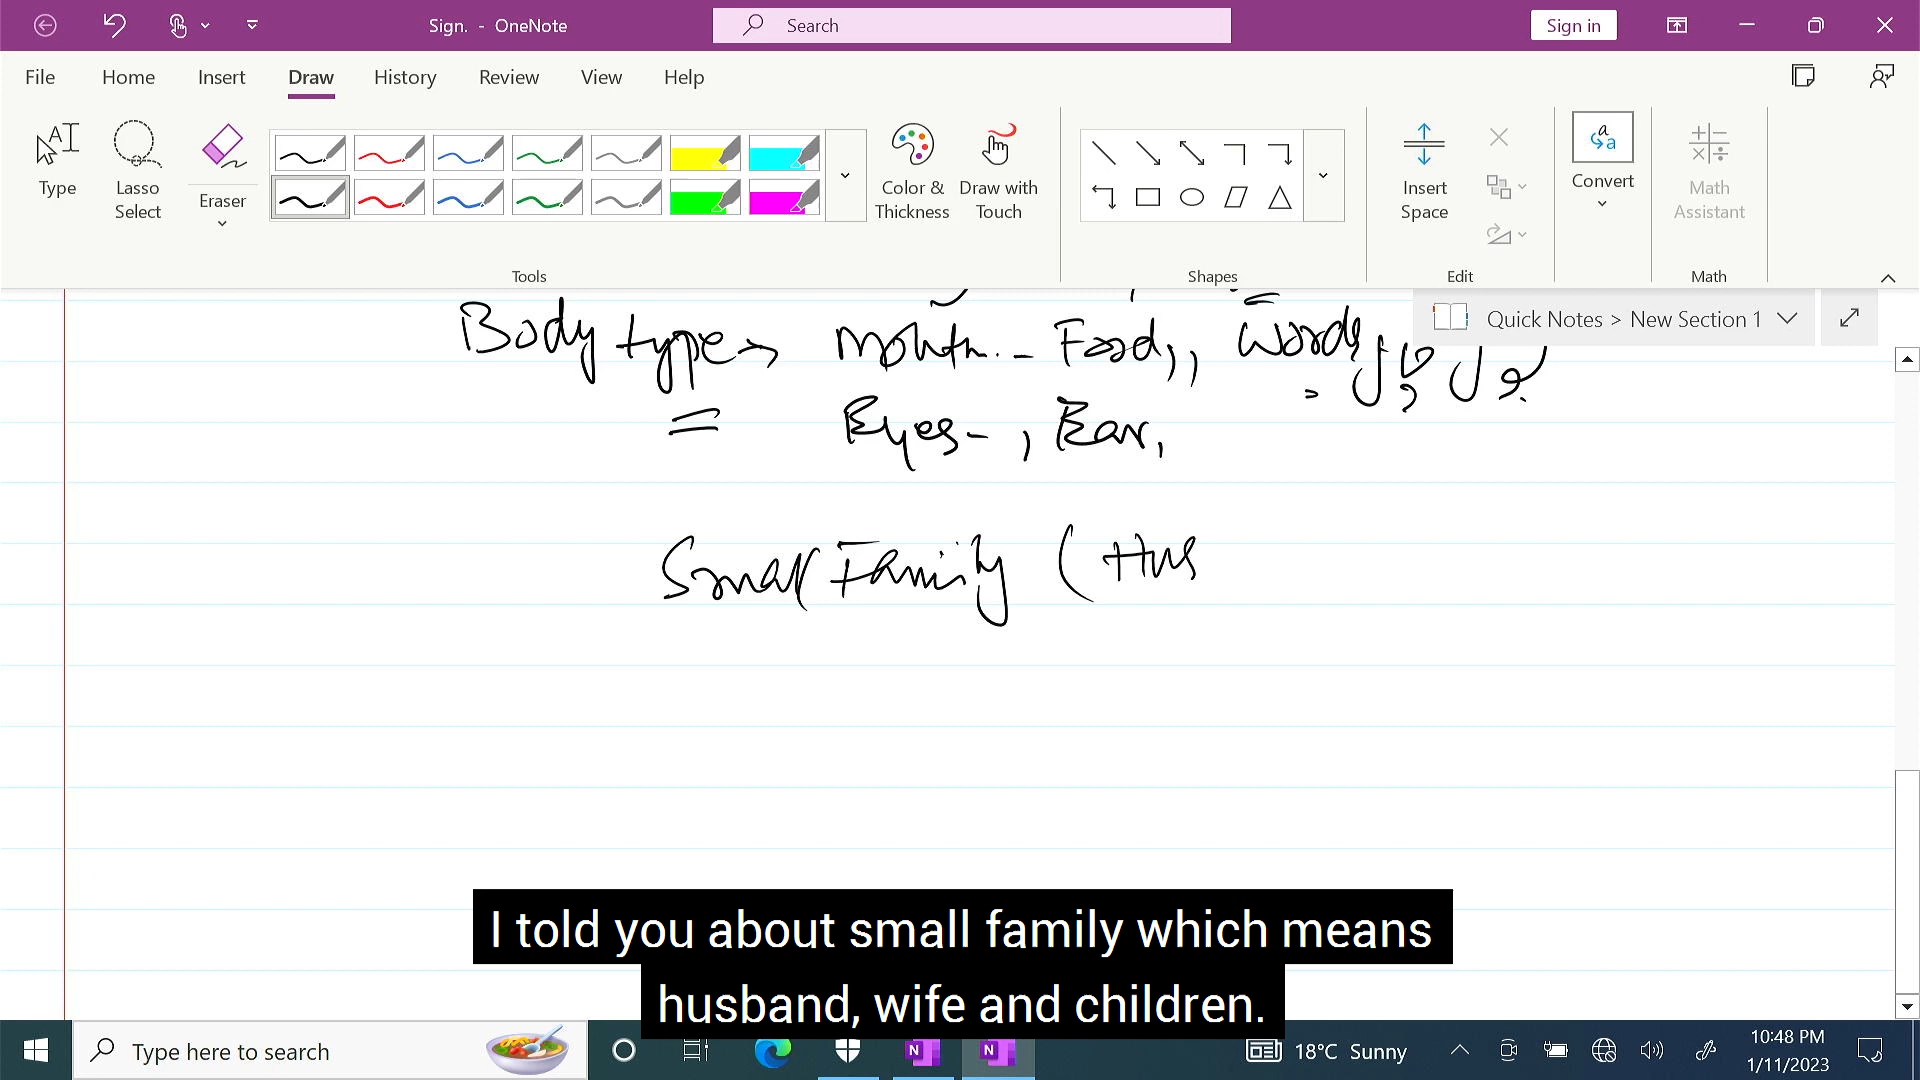 Sign. - OneNote
Search
Sign in
File Home Insert Draw History Review View Help
Type
Lasso Select
Eraser
Color & Thickness
Draw with Touch
Insert Space
Convert
Math Assistant
Tools Shapes Edit Math
Quick Notes > New Section 1
Body type → Mouth. - Food,, Words
= Eyes - , Ear,
Small Family ( Hus
I told you about small family which means
husband, wife and children.
Type here to search
18°C Sunny
10:48 PM
1/11/2023